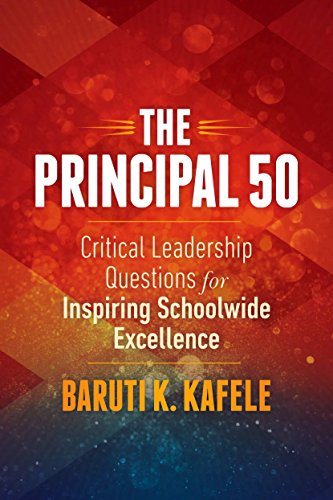 THE
PRINCIPAL 50
Critical Leadership
Questions for
Inspiring Schoolwide
Excellence
BARUTI K. KAFELE